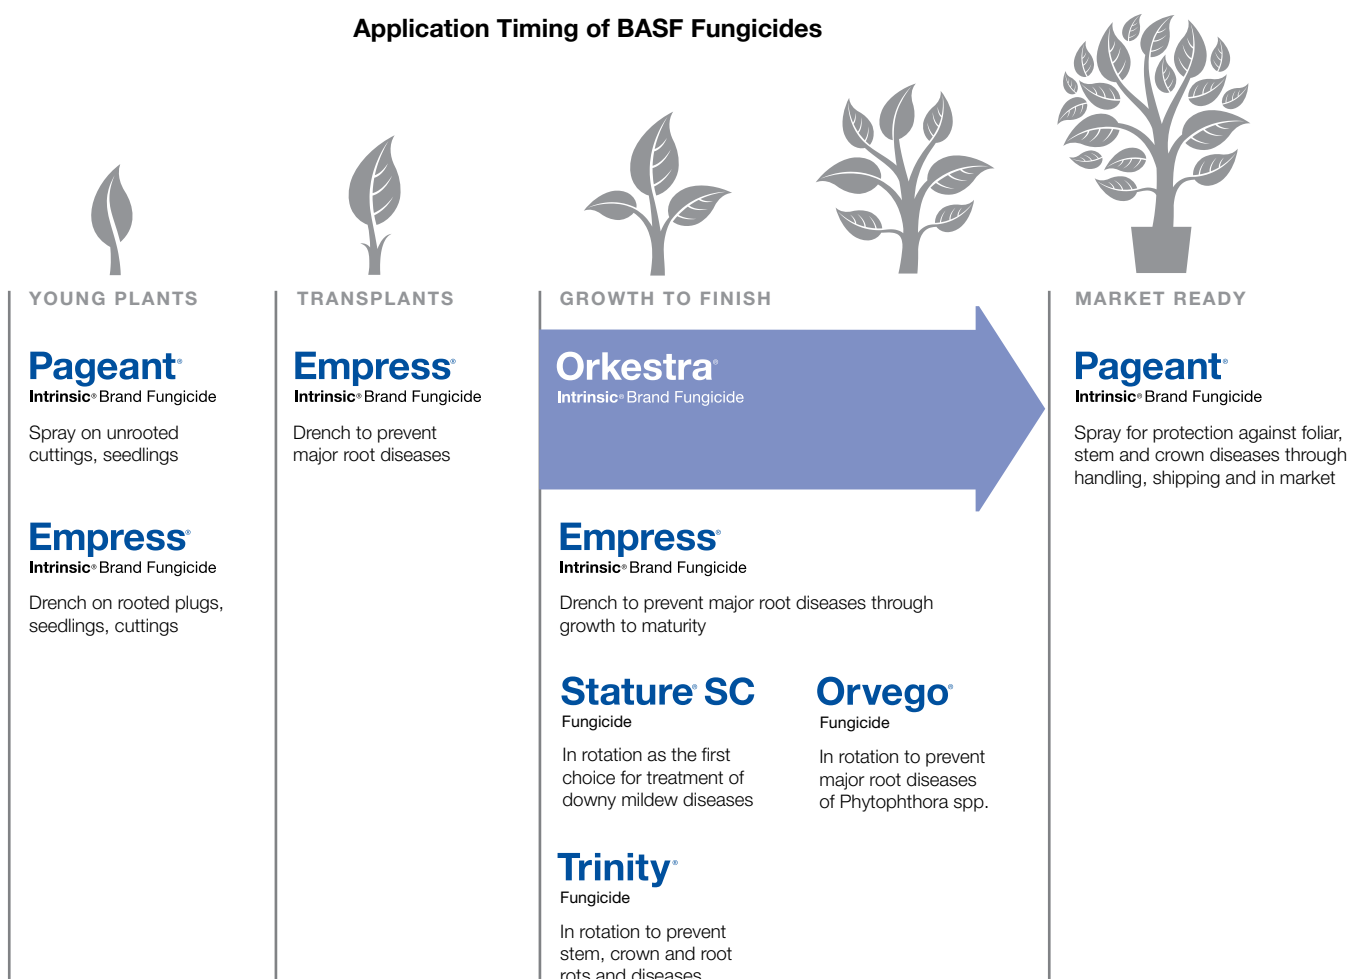 Application Timing of BASF Fungicides
YOUNG PLANTS
Pageant®
Intrinsic® Brand Fungicide
Spray on unrooted
cuttings, seedlings
Empress®
Intrinsic® Brand Fungicide
Drench on rooted plugs,
seedlings, cuttings
TRANSPLANTS
Empress®
Intrinsic® Brand Fungicide
Drench to prevent
major root diseases
GROWTH TO FINISH
Orkestra®
Intrinsic® Brand Fungicide
Empress®
Intrinsic® Brand Fungicide
Drench to prevent major root diseases through
growth to maturity
Stature® SC
Fungicide
In rotation as the first
choice for treatment of
downy mildew diseases
Orvego®
Fungicide
In rotation to prevent
major root diseases
of Phytophthora spp.
Trinity®
Fungicide
In rotation to prevent
stem, crown and root
rots and diseases
MARKET READY
Pageant®
Intrinsic® Brand Fungicide
Spray for protection against foliar,
stem and crown diseases through
handling, shipping and in market